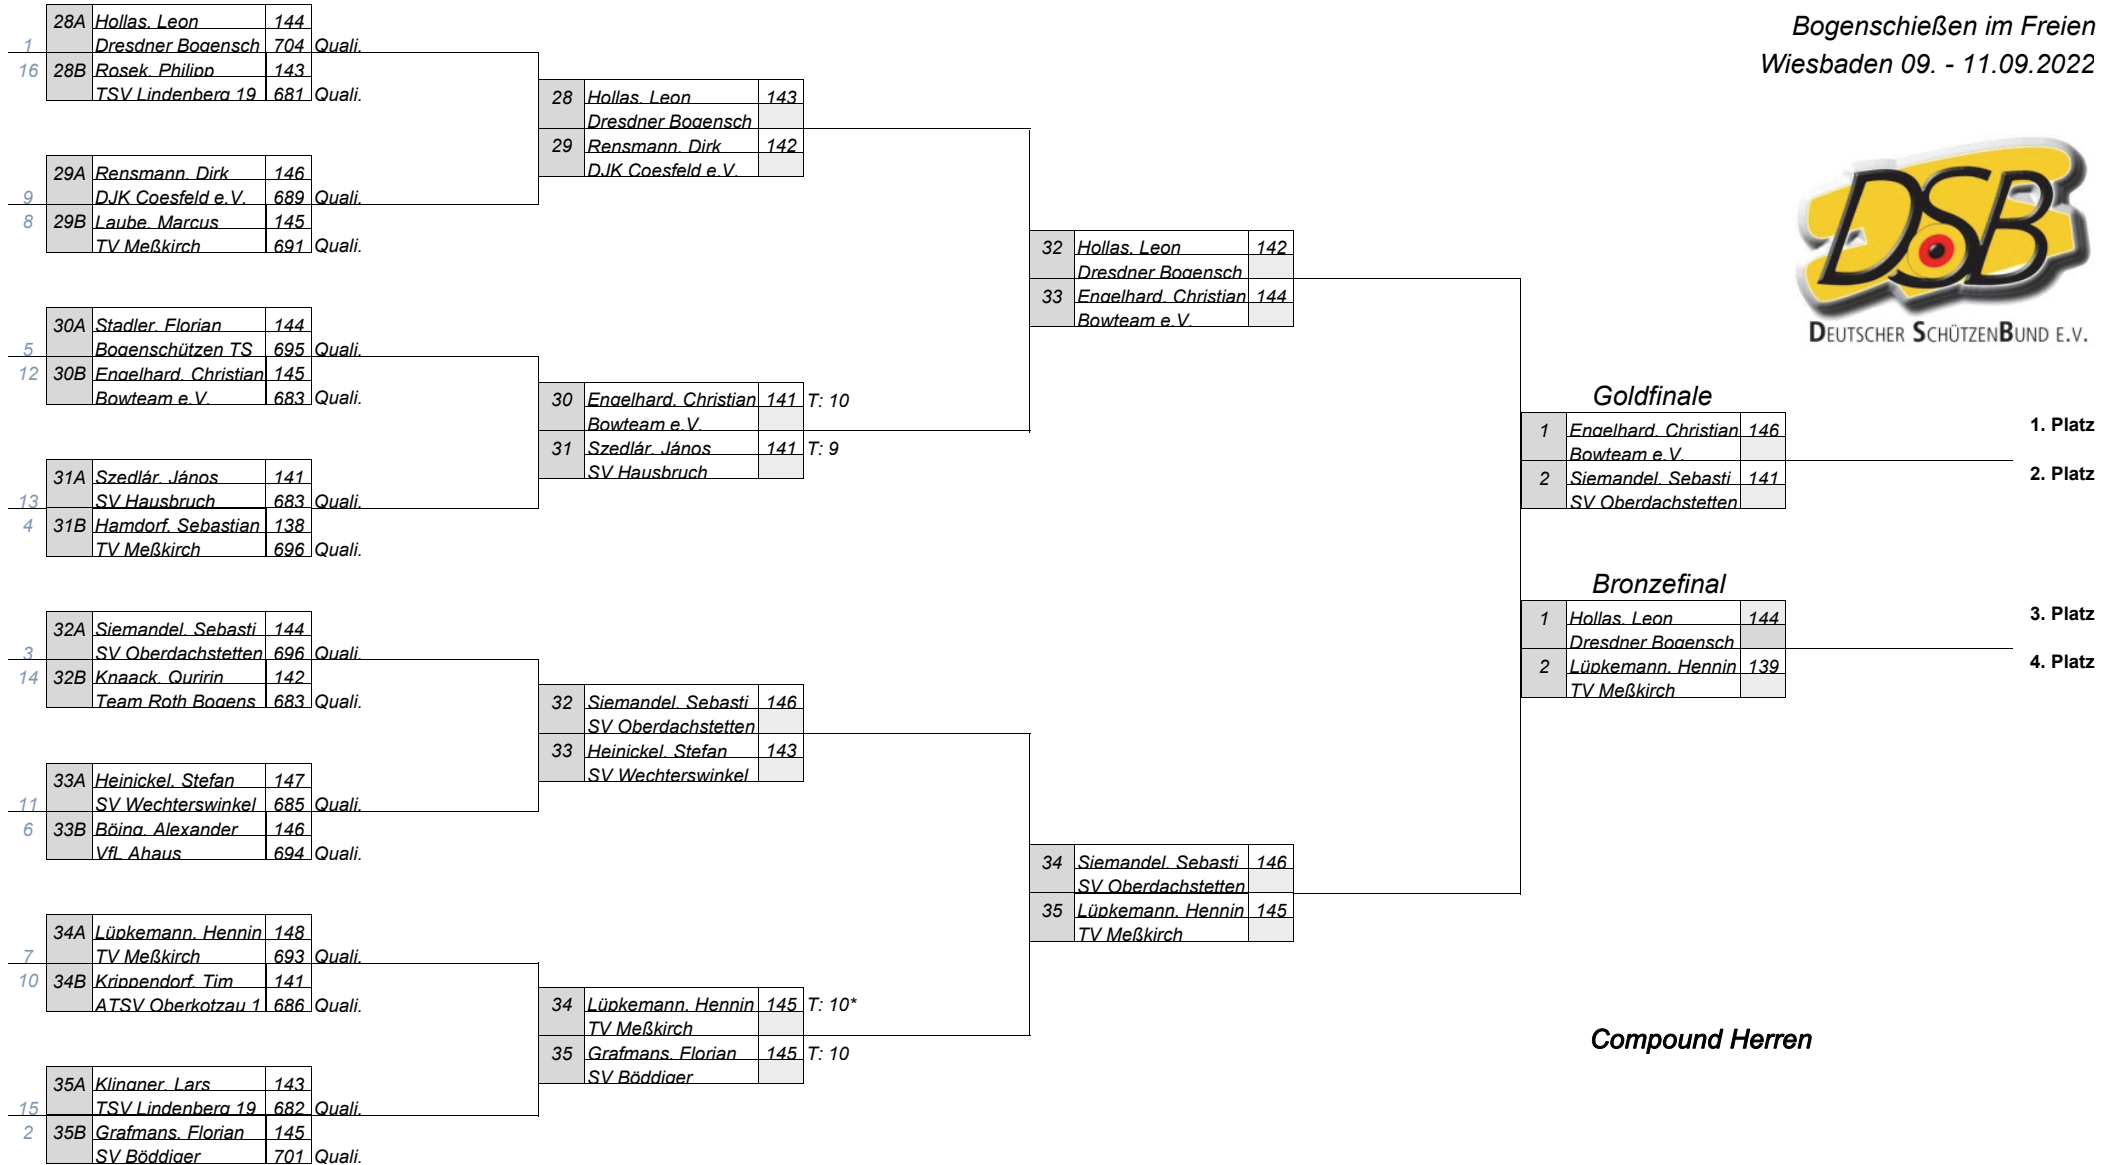 Bogenschießen im Freien
Wiesbaden 09. - 11.09.2022
DSB
DEUTSCHER SCHÜTZENBUND E.V.
28A Hollas, Leon 144
1 Dresdner Bogensch 704 Quali.
16 28B Rosek, Philipp 143
TSV Lindenberg 19 681 Quali.
29A Rensmann, Dirk 146
9 DJK Coesfeld e.V. 689 Quali.
8 29B Laube, Marcus 145
TV Meßkirch 691 Quali.
30A Stadler, Florian 144
5 Bogenschützen TS 695 Quali.
12 30B Engelhard, Christian 145
Bowteam e.V. 683 Quali.
31A Szedlár, János 141
13 SV Hausbruch 683 Quali.
4 31B Hamdorf, Sebastian 138
TV Meßkirch 696 Quali.
32A Siemandel, Sebasti 144
3 SV Oberdachstetten 696 Quali.
14 32B Knaack, Quririn 142
Team Roth Bogens 683 Quali.
33A Heinickel, Stefan 147
11 SV Wechterswinkel 685 Quali.
6 33B Böing, Alexander 146
VfL Ahaus 694 Quali.
34A Lüpkemann, Hennin 148
7 TV Meßkirch 693 Quali.
10 34B Krippendorf, Tim 141
ATSV Oberkotzau 1 686 Quali.
35A Klingner, Lars 143
15 TSV Lindenberg 19 682 Quali.
2 35B Grafmans, Florian 145
SV Böddiger 701 Quali.
28 Hollas, Leon 143
Dresdner Bogensch
29 Rensmann, Dirk 142
DJK Coesfeld e.V.
30 Engelhard, Christian 141 T: 10
Bowteam e.V.
31 Szedlár, János 141 T: 9
SV Hausbruch
32 Siemandel, Sebasti 146
SV Oberdachstetten
33 Heinickel, Stefan 143
SV Wechterswinkel
34 Lüpkemann, Hennin 145 T: 10*
TV Meßkirch
35 Grafmans, Florian 145 T: 10
SV Böddiger
32 Hollas, Leon 142
Dresdner Bogensch
33 Engelhard, Christian 144
Bowteam e.V.
34 Siemandel, Sebasti 146
SV Oberdachstetten
35 Lüpkemann, Hennin 145
TV Meßkirch
Goldfinale
1 Engelhard, Christian 146 1. Platz
Bowteam e.V.
2 Siemandel, Sebasti 141 2. Platz
SV Oberdachstetten
Bronzefinal
1 Hollas, Leon 144 3. Platz
Dresdner Bogensch
2 Lüpkemann, Hennin 139 4. Platz
TV Meßkirch
Compound Herren